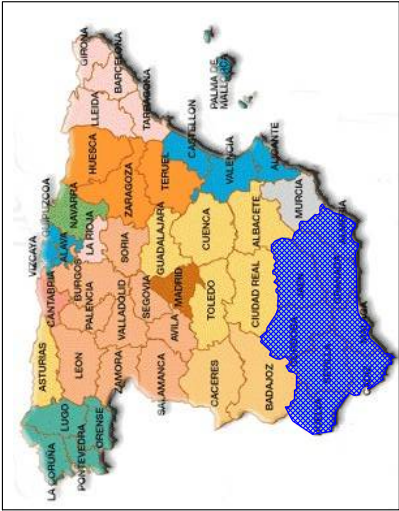 GIRONA
BARCELONA
LLEIDA
TARRAGONA
PALMA DE
MALLORCA
HUESCA
CASTELLON
ZARAGOZA
TERUEL
VALENCIA
ALICANTE
GUIPUZCOA
NAVARRA
VIZCAYA
ALAVA
LA RIOJA
SORIA
GUADALAJARA
CUENCA
ALBACETE
MURCIA
CANTABRIA
BURGOS
PALENCIA
VALLADOLID
SEGOVIA
MADRID
AVILA
TOLEDO
CIUDAD REAL
ASTURIAS
LEON
ZAMORA
SALAMANCA
CACERES
BADAJOZ
LUGO
LA CORUÑA
PONTEVEDRA
ORENSE